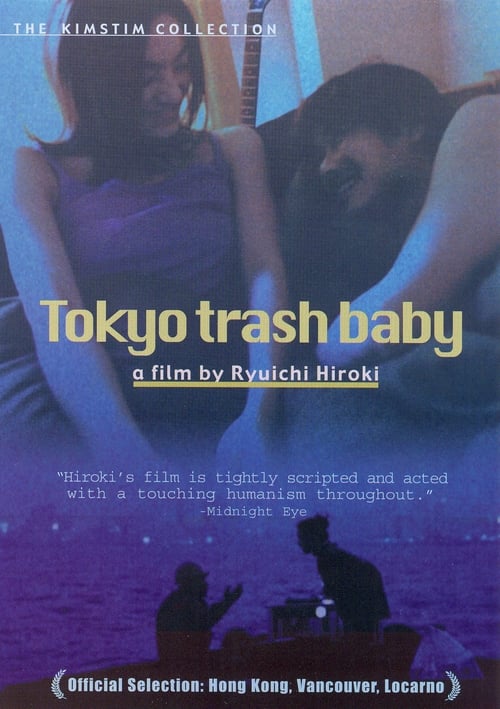 THE KIMSTIM COLLECTION
Tokyo trash baby
a film by Ryuichi Hiroki
“Hiroki’s film is tightly scripted and acted
with a touching humanism throughout.”
-Midnight Eye
Official Selection: Hong Kong, Vancouver, Locarno